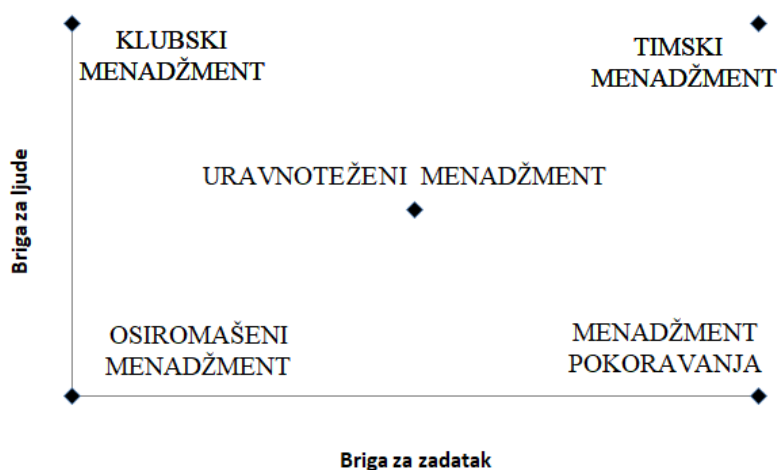 KLUBSKI
MENADŽMENT
TIMSKI
MENADŽMENT
Briga za ljude
URAVNOTEŽENI MENADŽMENT
OSIROMAŠENI
MENADŽMENT
MENADŽMENT
POKORAVANJA
Briga za zadatak